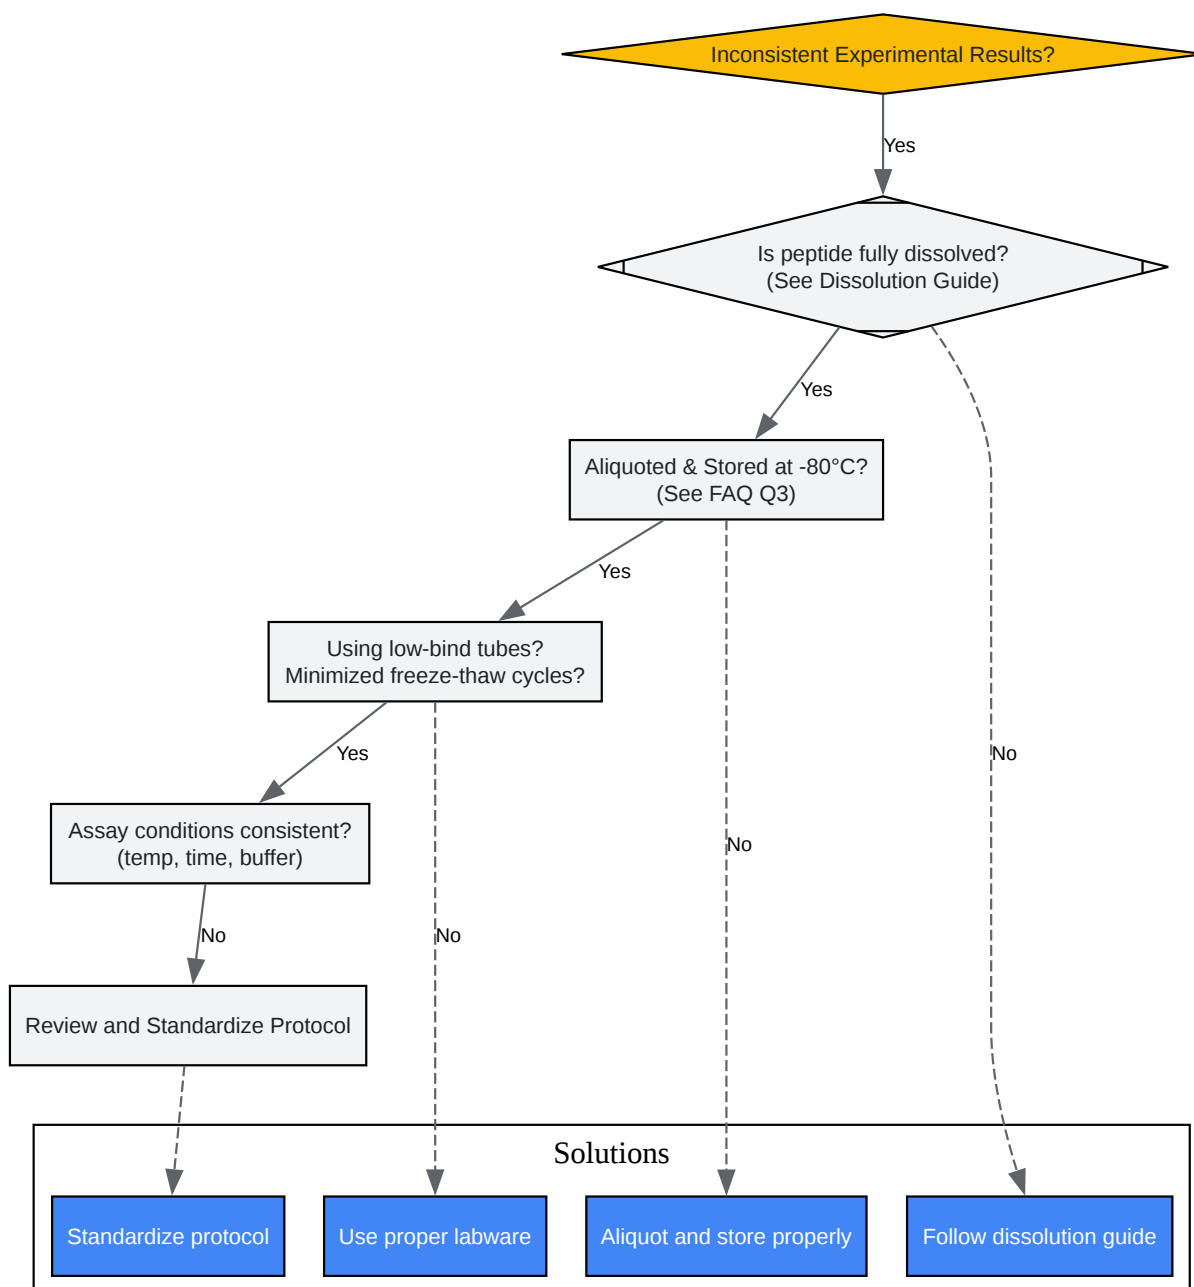 Inconsistent Experimental Results?
Yes
Is peptide fully dissolved?
(See Dissolution Guide)
Yes
Aliquoted & Stored at -80°C?
(See FAQ Q3)
Yes
Using low-bind tubes?
Minimized freeze-thaw cycles?
Yes
No
Assay conditions consistent?
(temp, time, buffer)
No
No
No
Review and Standardize Protocol
Solutions
Standardize protocol
Use proper labware
Aliquot and store properly
Follow dissolution guide